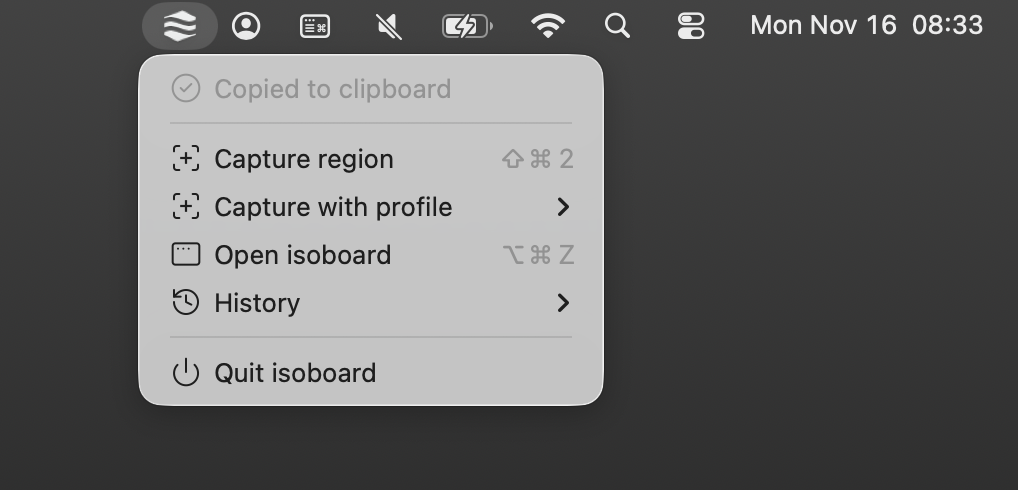 Mon Nov 16 08:33
Copied to clipboard
Capture region ⇧⌘ 2
Capture with profile
Open isoboard ⌥⌘ Z
History
Quit isoboard